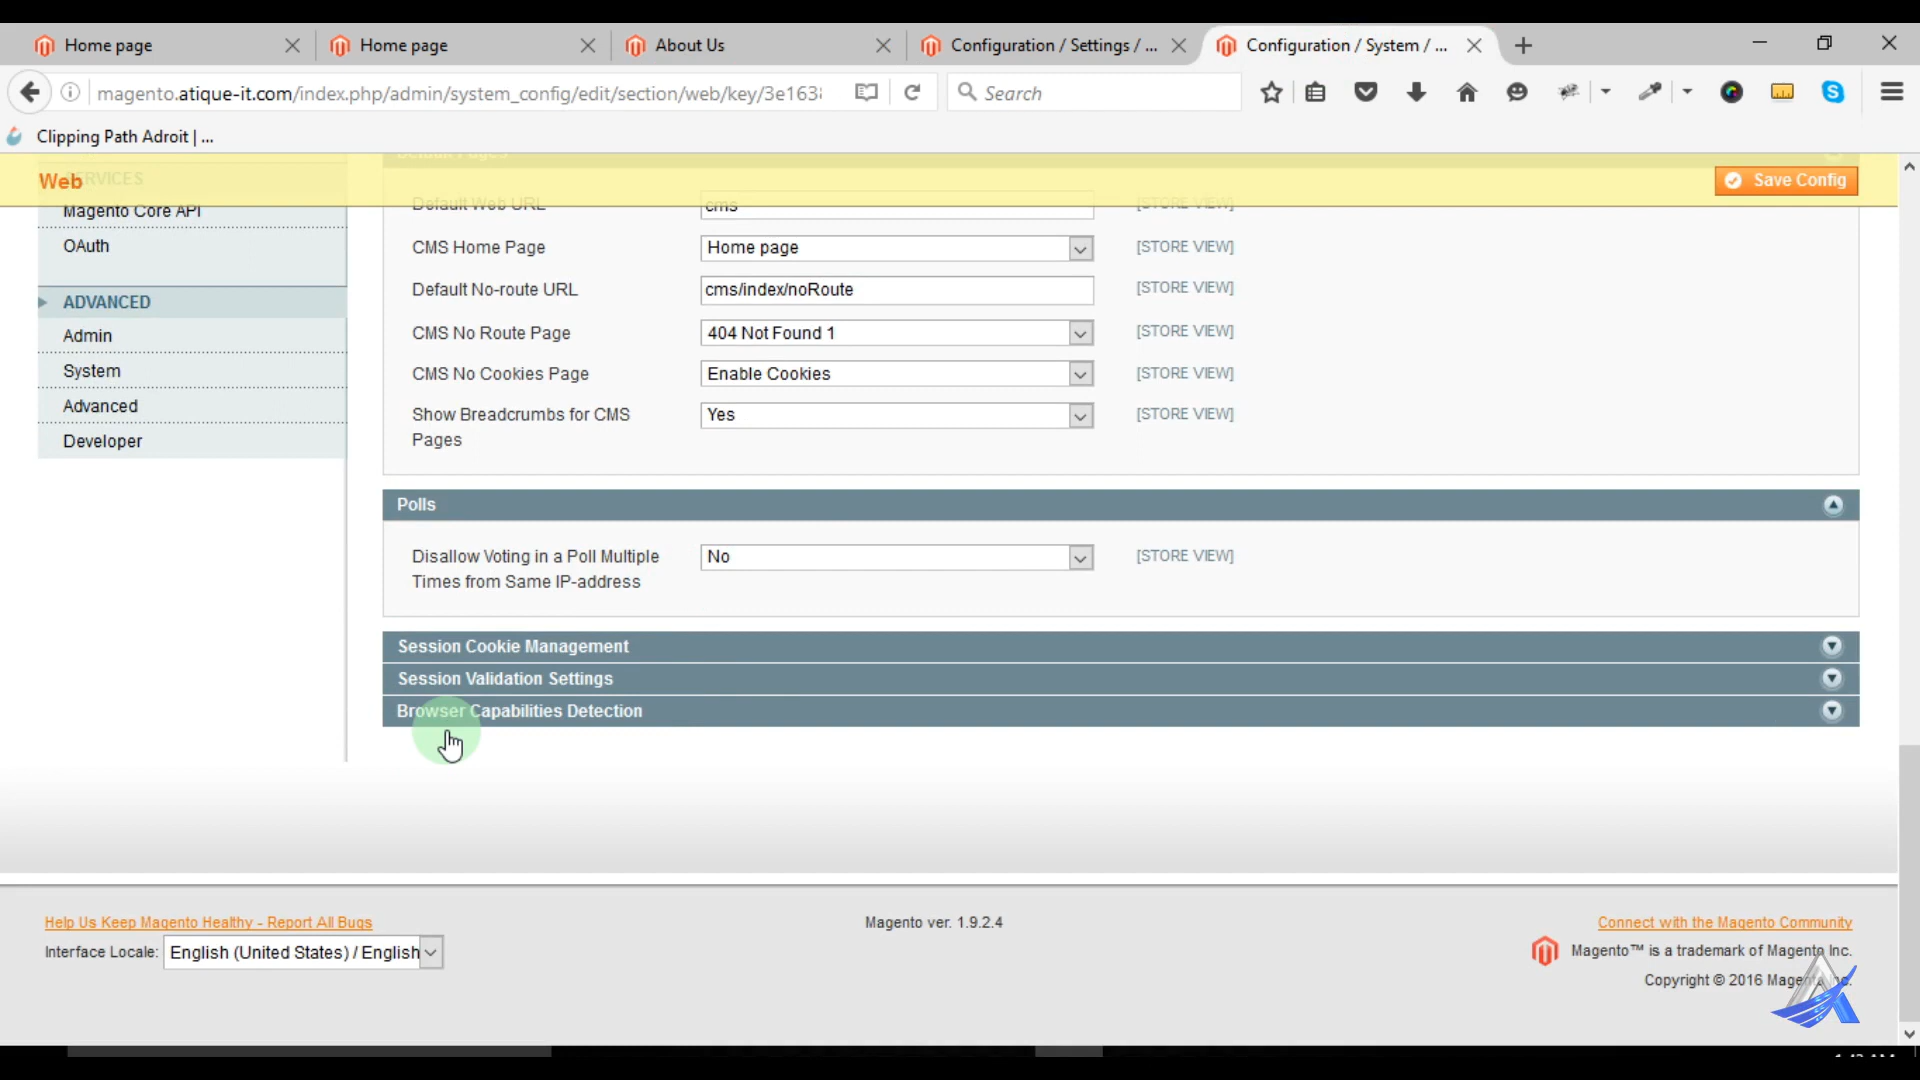 Home page
Home page
About Us
Configuration / Settings / ...
Configuration / System / ...
magento.atique-it.com/index.php/admin/system_config/edit/section/web/key/3e163
Search
Clipping Path Adroit | ...
Default Pages
SERVICES
Web
Save Config
Magento Core API
Default Web URL
cms
[STORE VIEW]
OAuth
CMS Home Page
Home page
[STORE VIEW]
Default No-route URL
cms/index/noRoute
[STORE VIEW]
ADVANCED
Admin
CMS No Route Page
404 Not Found 1
[STORE VIEW]
System
CMS No Cookies Page
Enable Cookies
[STORE VIEW]
Advanced
Show Breadcrumbs for CMS
Pages
Yes
[STORE VIEW]
Developer
Polls
Disallow Voting in a Poll Multiple
Times from Same IP-address
No
[STORE VIEW]
Session Cookie Management
Session Validation Settings
Browser Capabilities Detection
Help Us Keep Magento Healthy - Report All Bugs
Magento ver. 1.9.2.4
Connect with the Magento Community
Interface Locale:
English (United States) / English
Magento™ is a trademark of Magento Inc.
Copyright © 2016 Magento Inc.